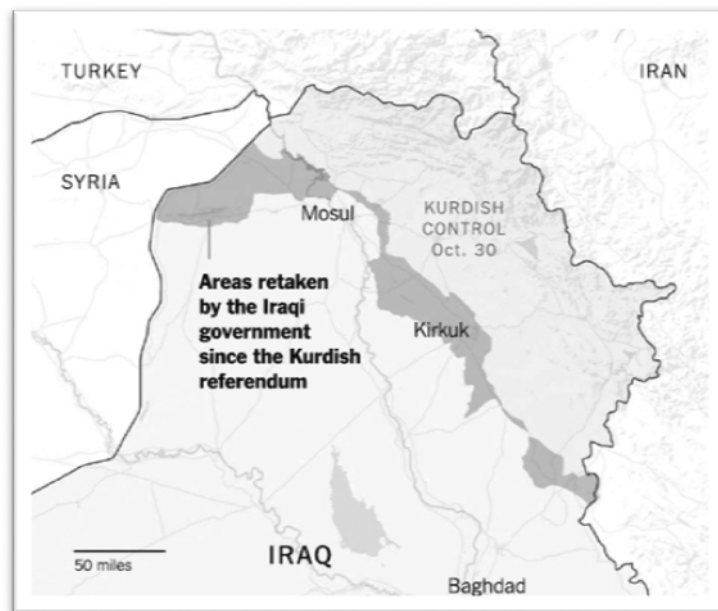 TURKEY
IRAN
SYRIA
Mosul
KURDISH
CONTROL
Oct. 30
Areas retaken
by the Iraqi
government
since the Kurdish
referendum
Kirkuk
50 miles
IRAQ
Baghdad